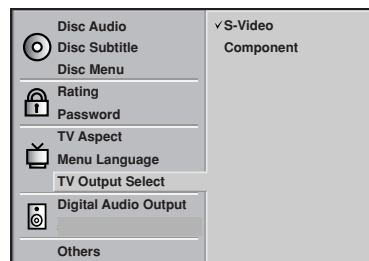 Disc Audio
Disc Subtitle
Disc Menu
Rating
Password
TV Aspect
Menu Language
TV Output Select
Digital Audio Output
Others
✓S-Video
Component